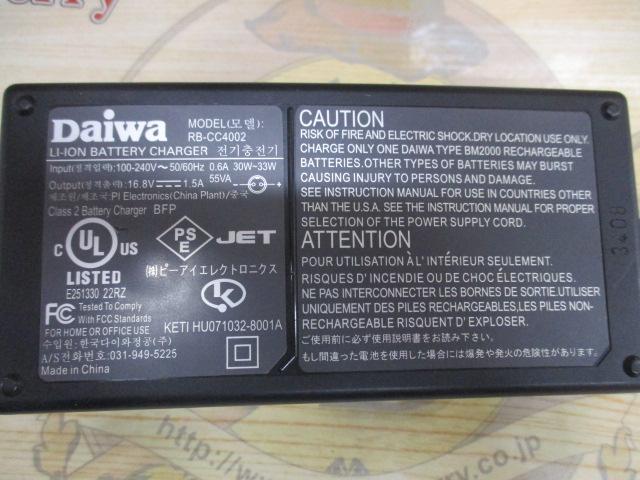 Daiwa
MODEL(모델):
RB-CC4002
LI-ION BATTERY CHARGER 전기충전기
Input(정격입력):100-240V~50/60Hz 0.6A 30W~33W
55VA
Output(정격출력):16.8V 1.5A
제조원/제조국:PI Electronics(China Plant)/중국
Class 2 Battery Charger BFP
C UL US
LISTED
E251330 22RZ
PS
E
JET
㈱ピーアイエレクトロニクス
FC Tested To Comply
With FCC Standards
FOR HOME OR OFFICE USE
KETI HU071032-8001A
수입원:한국다이와정공(주)
A/S전화번호:031-949-5225
Made in China
CAUTION
RISK OF FIRE AND ELECTRIC SHOCK.DRY LOCATION USE ONLY.
CHARGE ONLY ONE DAIWA TYPE BM2000 RECHARGEABLE
BATTERIES.OTHER TYPES OF BATTERIES MAY BURST
CAUSING INJURY TO PERSONS AND DAMAGE.
SEE INSTRUCTION MANUAL FOR USE IN COUNTRIES OTHER
THAN THE U.S.A. SEE THE INSTRUCTION MANUAL FOR PROPER
SELECTION OF THE POWER SUPPLY CORD.
ATTENTION
POUR UTILISATION À L' INTÉRIEUR SEULEMENT.
RISQUES D' INCENDIE OU DE CHOC ÉLECTRIQUES.
NE PAS INTERCONNECTER LES BORNES DE SORTIE.UTILISER
UNIQUEMENT DES PILES RECHARGEABLES,LES PILES NON-
RECHARGEABLE RISQUENT D' EXPLOSER.
ご使用前に必ず使用説明書をお読み下さい。
もし間違った電池を使用した場合には爆発や発火の危険性があります。
3408
http://www.
ry.co.jp/